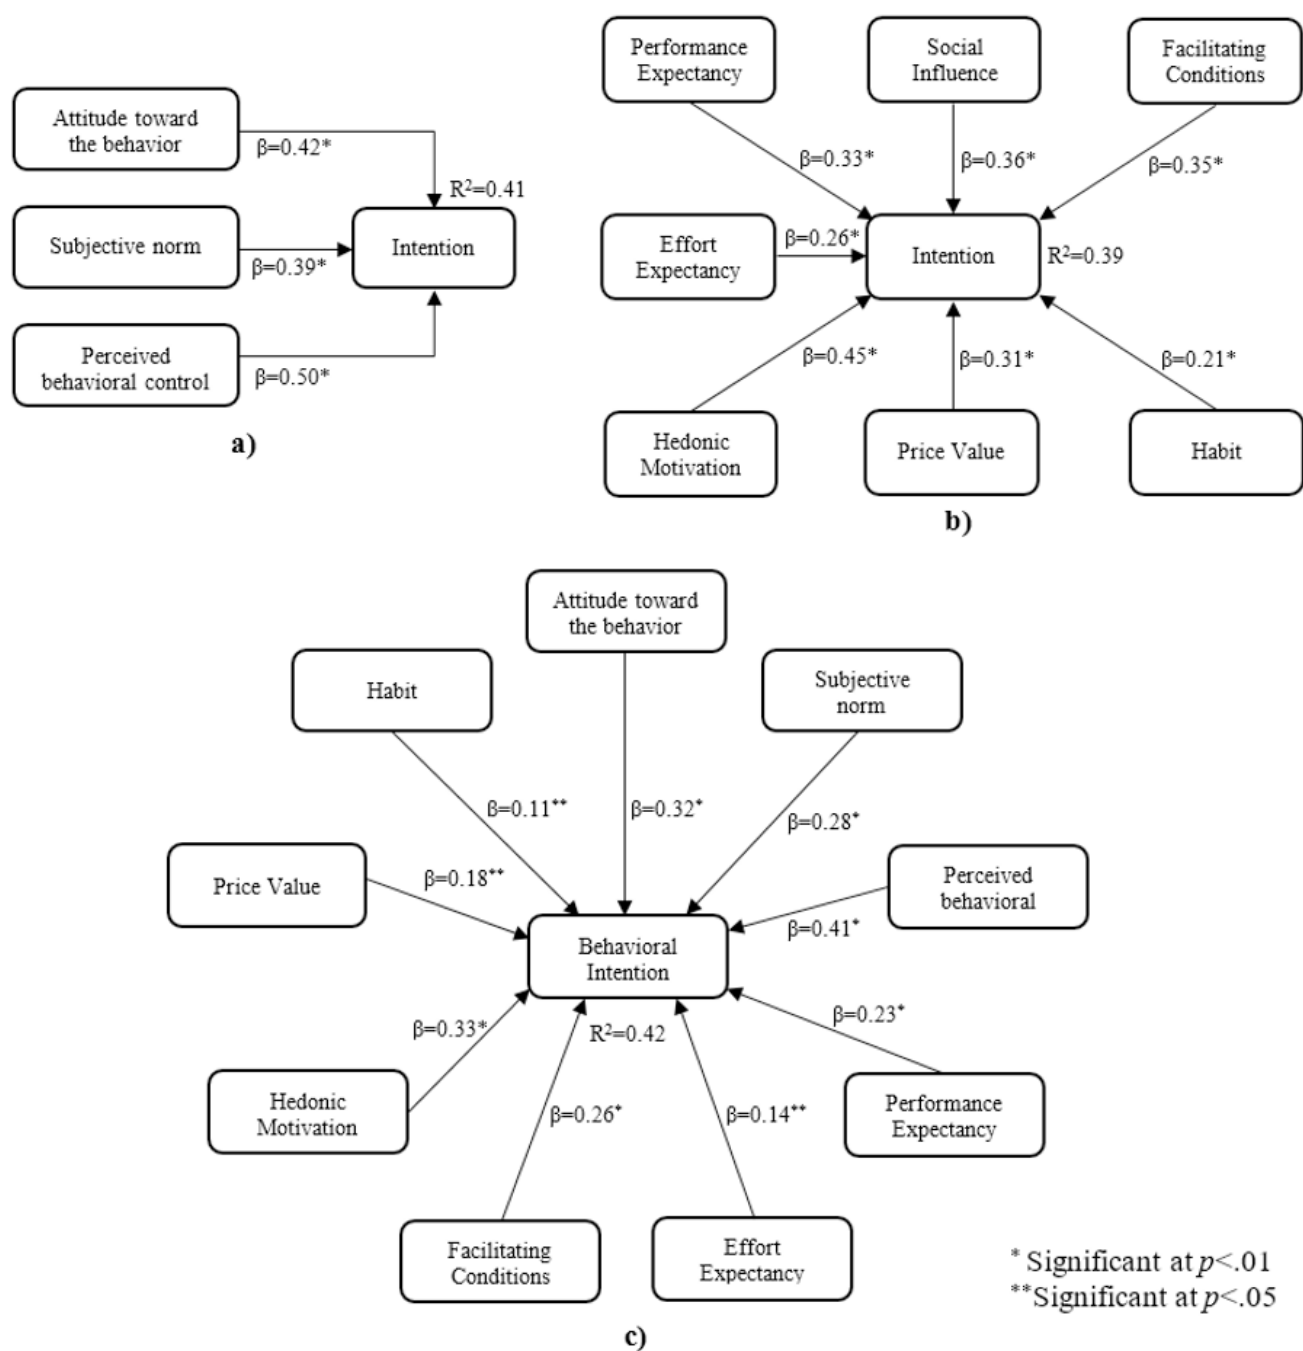 Attitude toward
the behavior
β=0.42*
R²=0.41
Subjective norm
β=0.39*
Intention
Perceived
behavioral control
β=0.50*
a)
Performance
Expectancy
Social
Influence
Facilitating
Conditions
β=0.33*
β=0.36*
β=0.35*
Effort
Expectancy
β=0.26*
Intention
R²=0.39
β=0.45*
β=0.31*
β=0.21*
Hedonic
Motivation
Price Value
Habit
b)
Attitude toward
the behavior
Habit
Subjective
norm
β=0.11**
β=0.32*
β=0.28*
Price Value
β=0.18**
Perceived
behavioral
β=0.41*
Behavioral
Intention
R²=0.42
β=0.33*
β=0.23*
Hedonic
Motivation
β=0.26*
β=0.14**
Performance
Expectancy
Facilitating
Conditions
Effort
Expectancy
* Significant at p<.01
**Significant at p<.05
c)